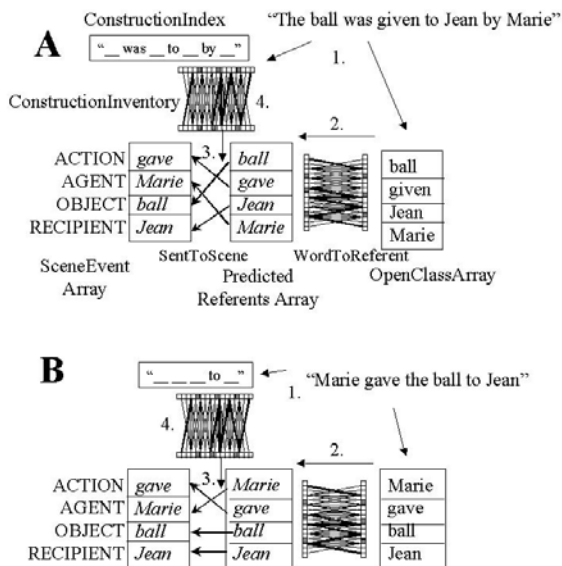 ConstructionIndex
"The ball was given to Jean by Marie"
A
"__ was __ to __ by __"
1.
ConstructionInventory
4.
2.
3.
ACTION gave ball
AGENT Marie gave ball
OBJECT ball Jean given
RECIPIENT Jean Marie Jean
Marie
SceneEvent Array
SentToScene
Predicted Referents Array
WordToReferent
OpenClassArray
B
"__ __ __ to __"
"Marie gave the ball to Jean"
1.
4.
2.
3.
ACTION gave Marie Marie
AGENT Marie gave gave
OBJECT ball ball ball
RECIPIENT Jean Jean Jean